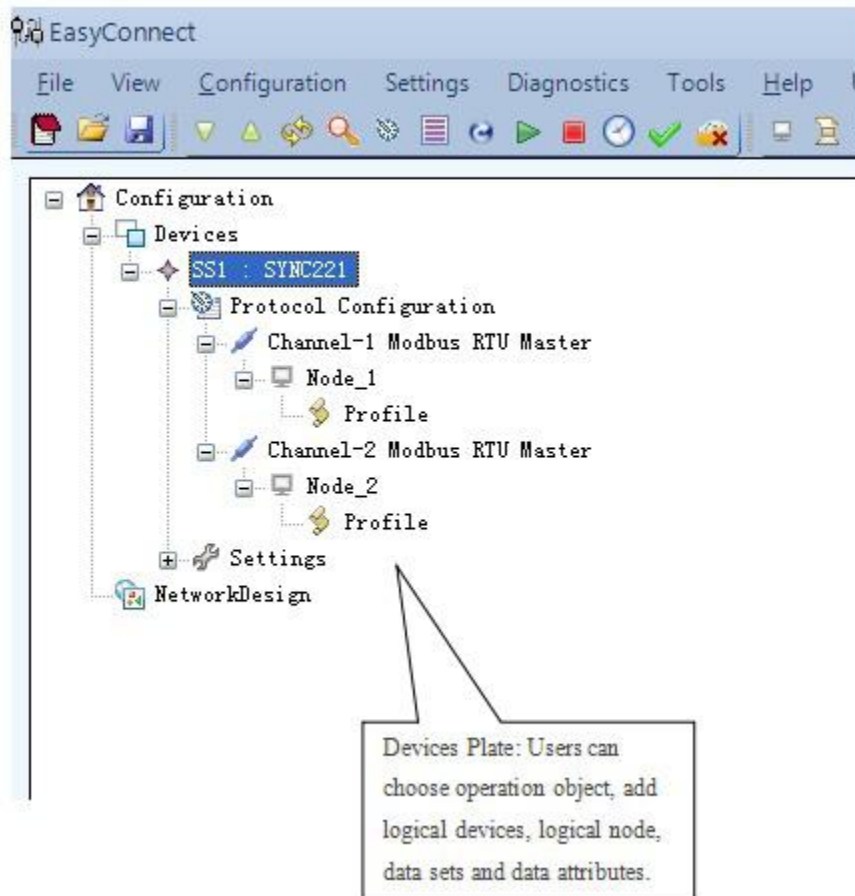 EasyConnect
File View Configuration Settings Diagnostics Tools Help
Configuration
Devices
SS1 : SYNC221
Protocol Configuration
Channel-1 Modbus RTU Master
Node_1
Profile
Channel-2 Modbus RTU Master
Node_2
Profile
Settings
NetworkDesign
Devices Plate: Users can
choose operation object, add
logical devices, logical node,
data sets and data attributes.